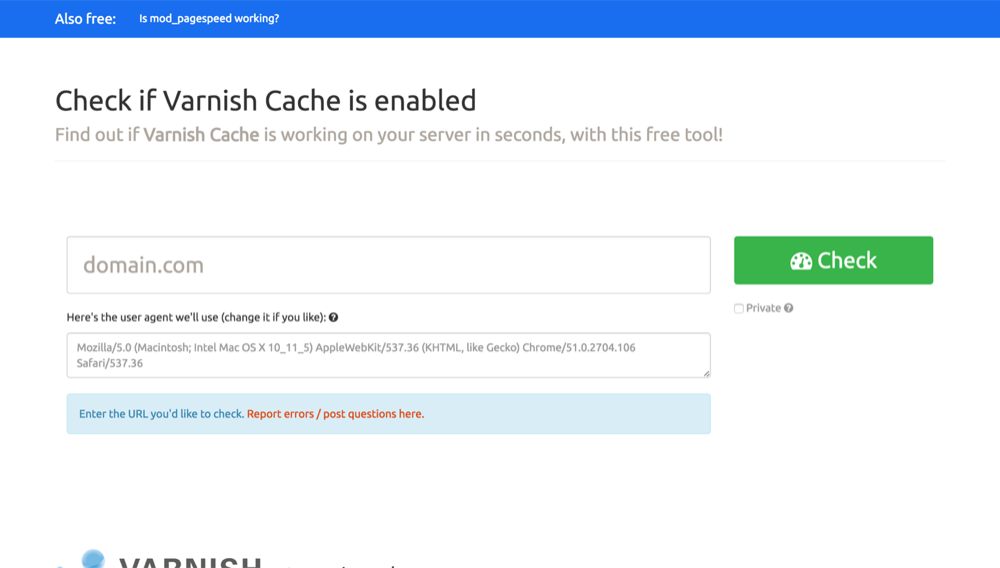 Also free: Is mod_pagespeed working?
Check if Varnish Cache is enabled
Find out if Varnish Cache is working on your server in seconds, with this free tool!
domain.com
Check
Private
Here's the user agent we'll use (change it if you like):
Mozilla/5.0 (Macintosh; Intel Mac OS X 10_11_5) AppleWebKit/537.36 (KHTML, like Gecko) Chrome/51.0.2704.106
Safari/537.36
Enter the URL you'd like to check. Report errors / post questions here.
VARNISH